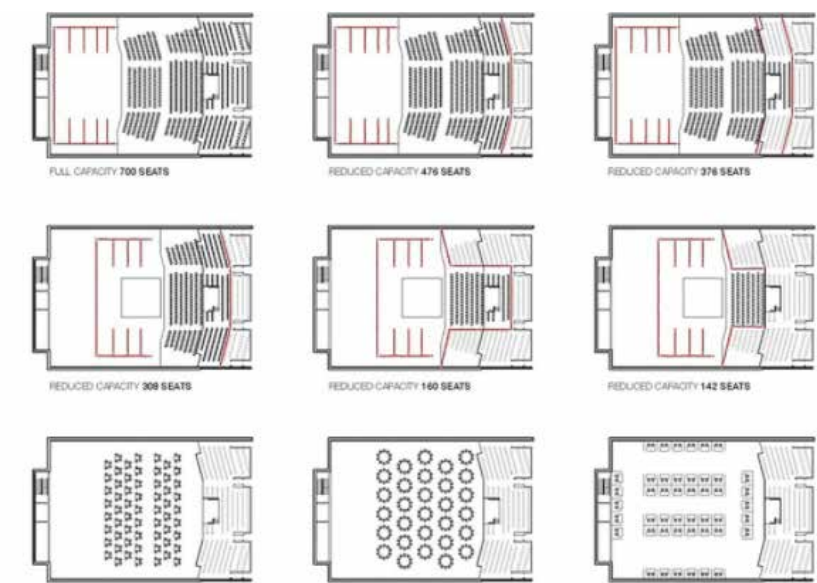 FULL CAPACITY 700 SEATS
REDUCED CAPACITY 476 SEATS
REDUCED CAPACITY 376 SEATS
REDUCED CAPACITY 309 SEATS
REDUCED CAPACITY 160 SEATS
REDUCED CAPACITY 142 SEATS